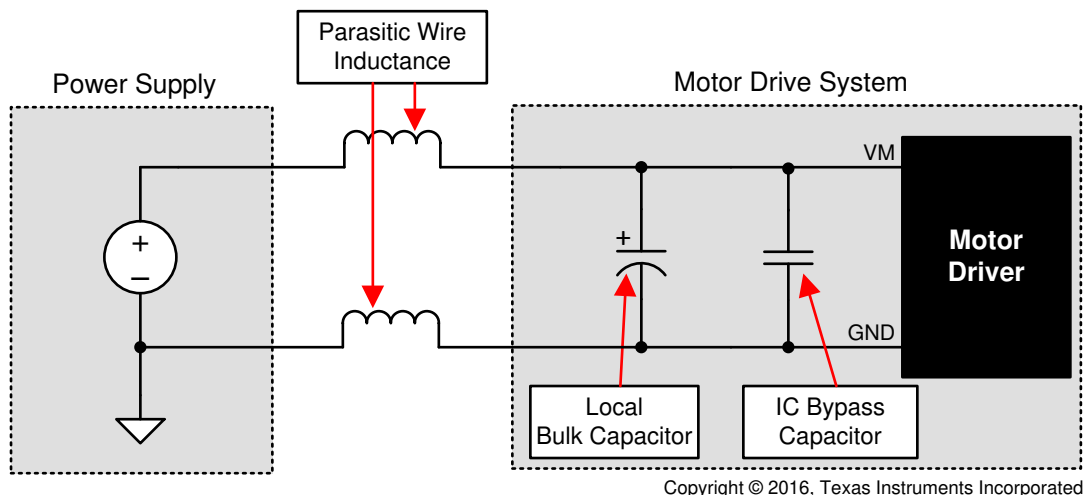 Parasitic Wire
Inductance
Power Supply
Motor Drive System
VM
+
–
+
Motor
Driver
GND
Local
Bulk Capacitor
IC Bypass
Capacitor
Copyright © 2016, Texas Instruments Incorporated